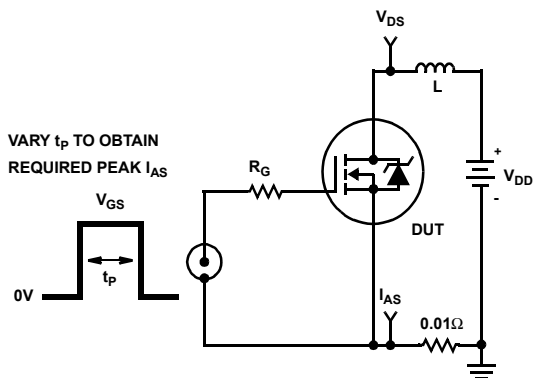 V_DS
L
VARY t_P TO OBTAIN
REQUIRED PEAK I_AS
R_G
+
V_DD
-
V_GS
DUT
t_P
0V
I_AS
0.01Ω